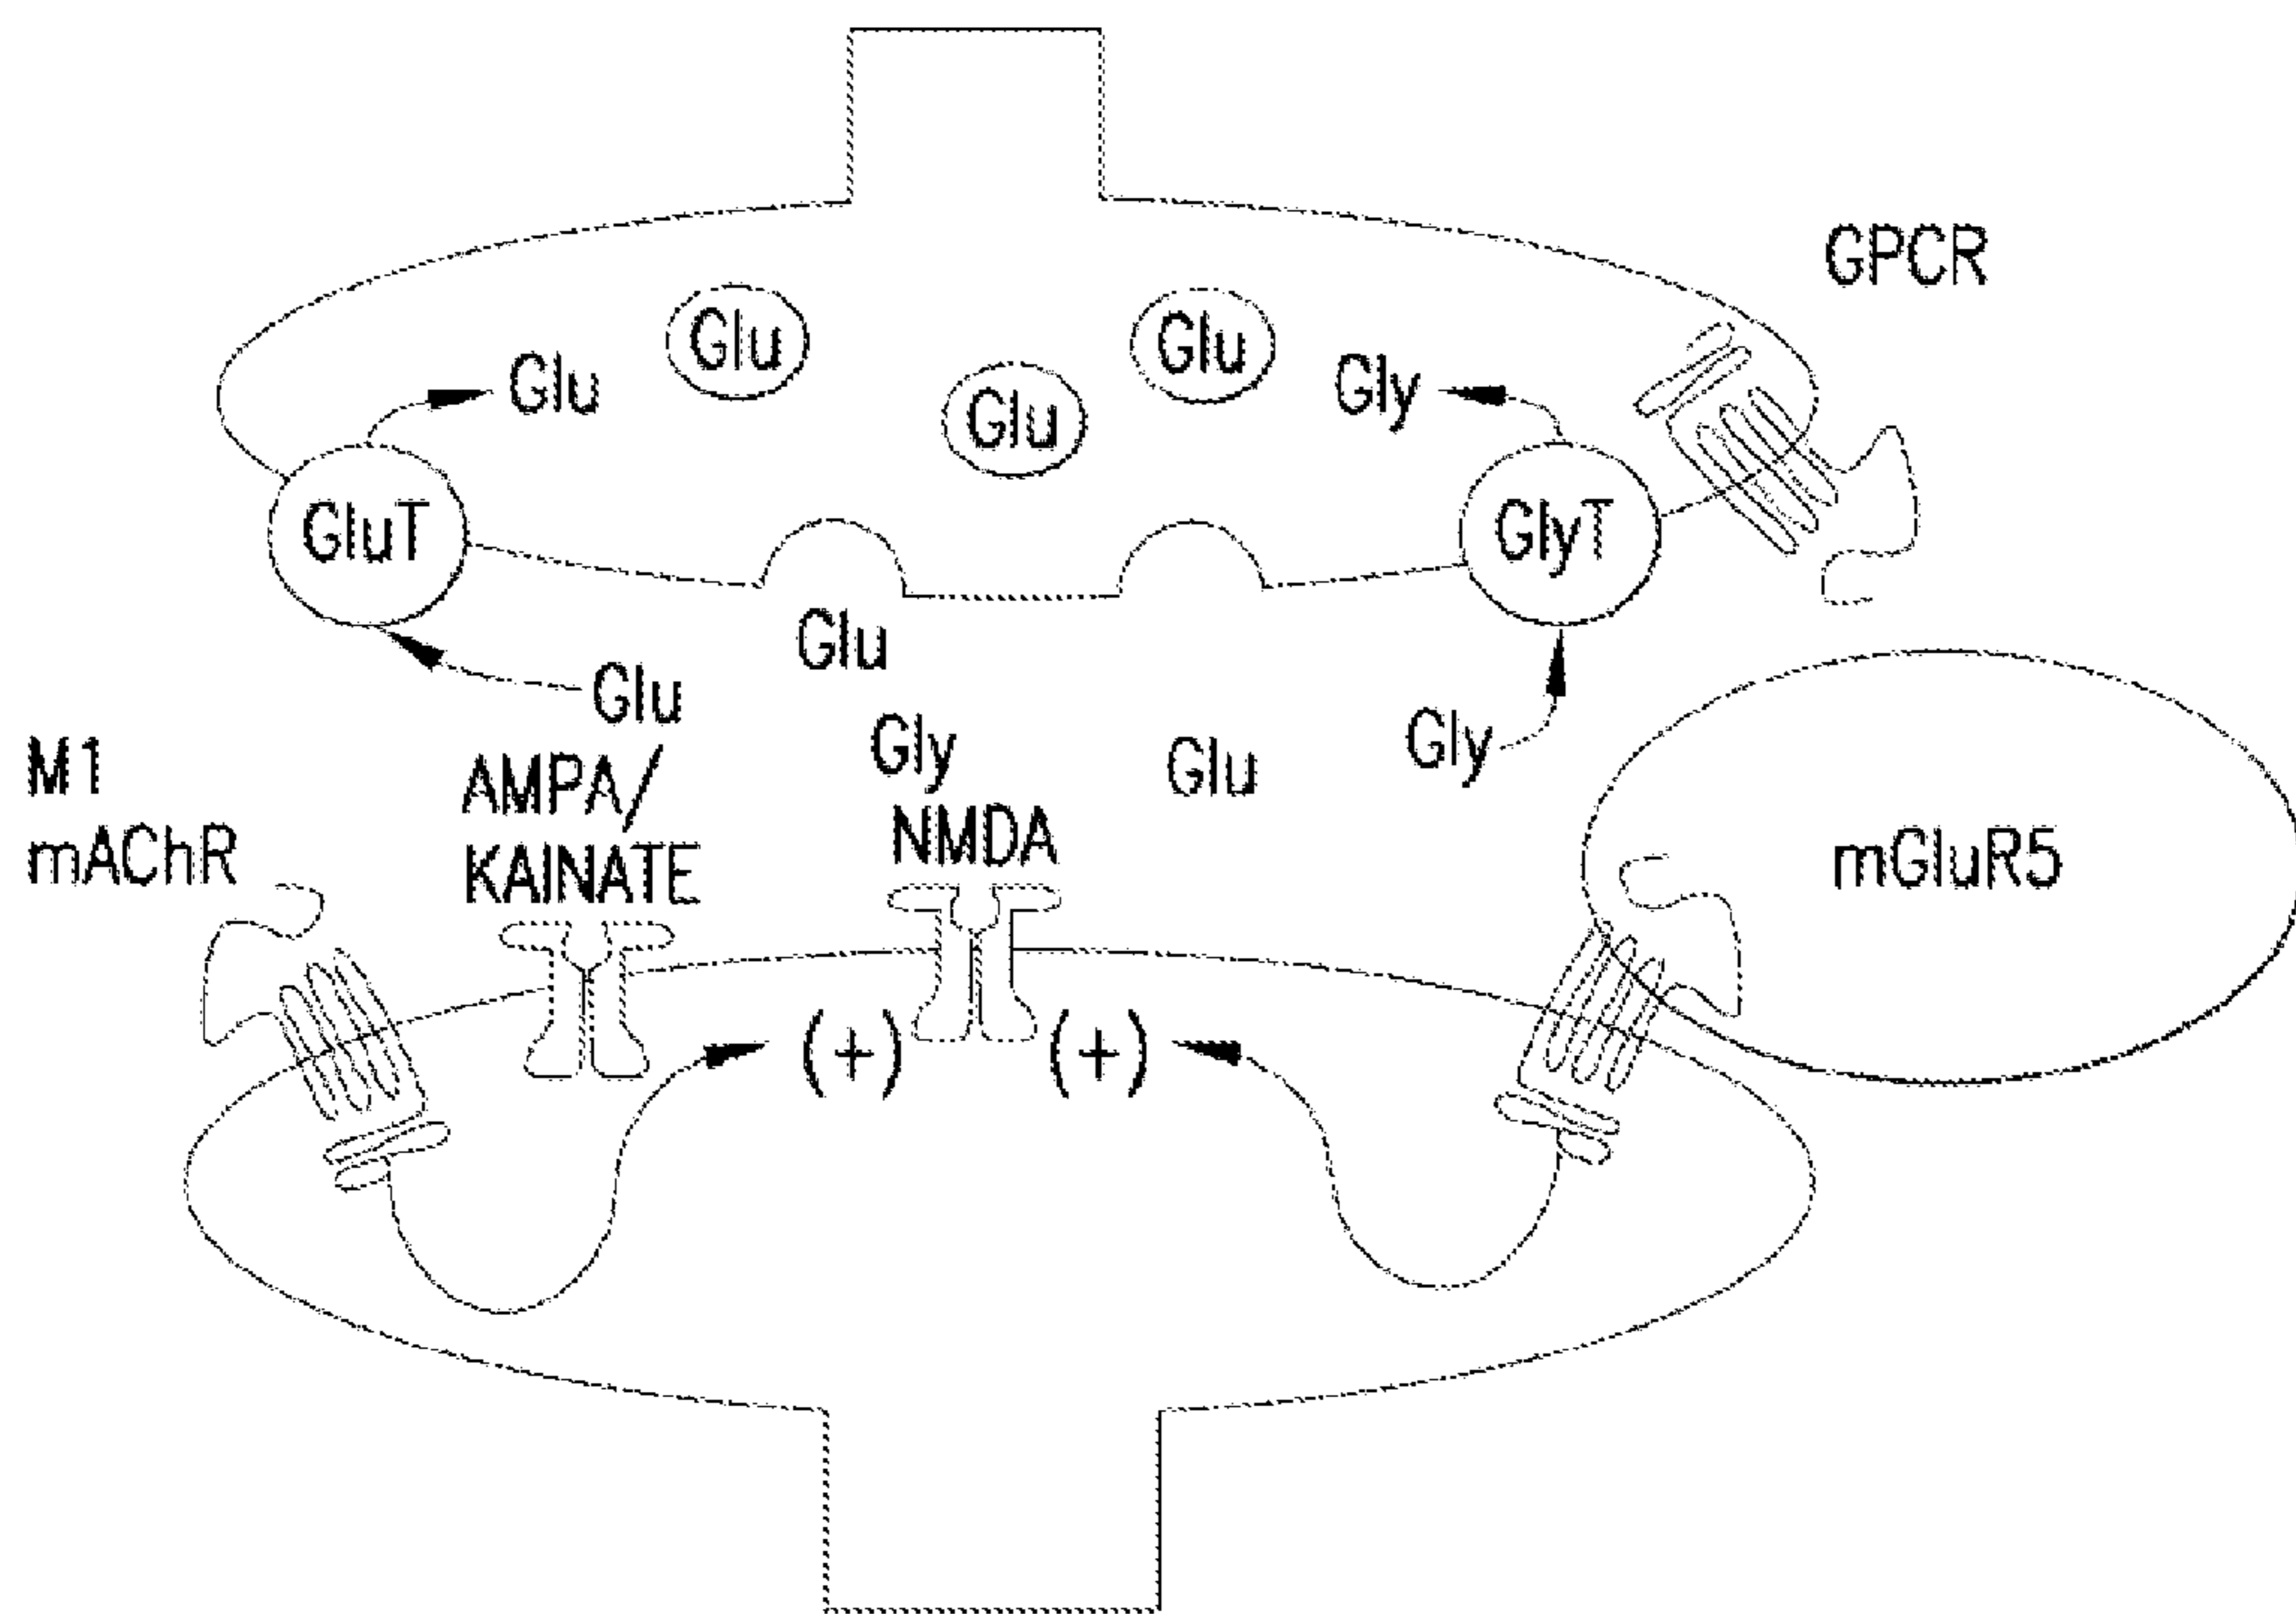 GPCR
Glu
Glu
Glu
Gly
Glu
GluT
GlyT
Glu
Glu
Gly
Glu
Gly
M1
mAChR
AMPA/
KAINATE
NMDA
mGluR5
(+)
(+)